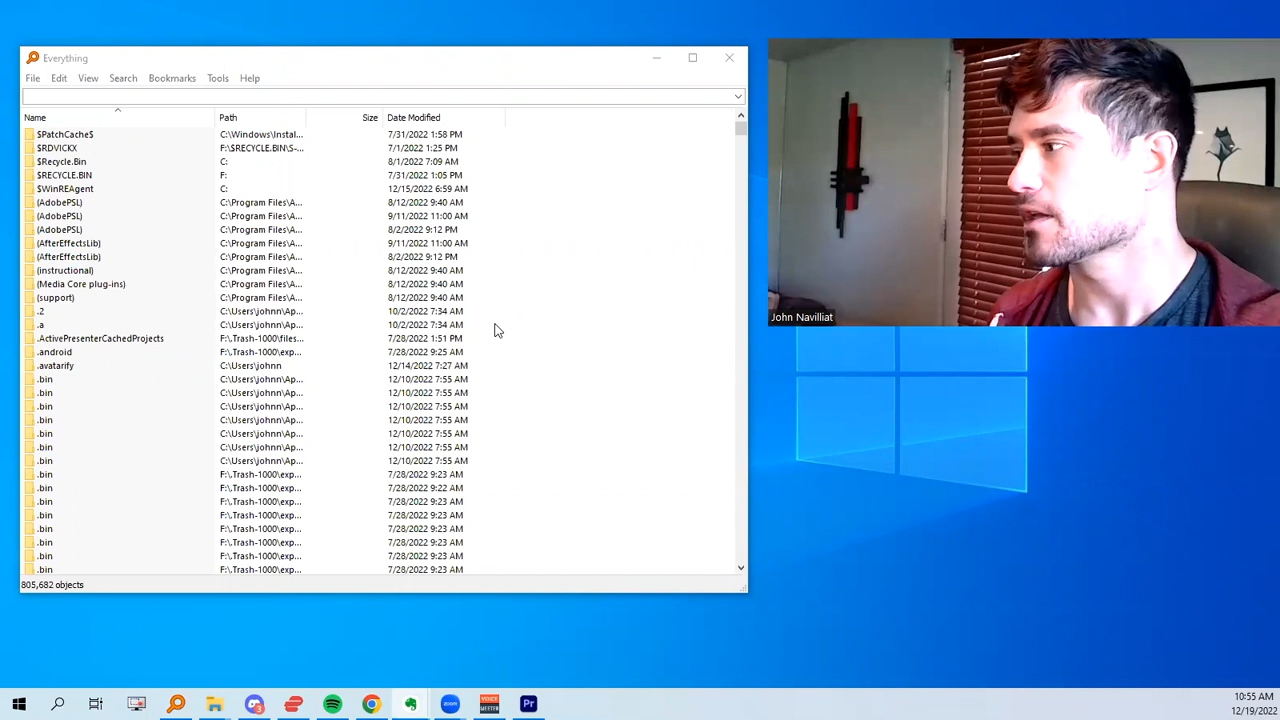 Everything
File Edit View Search Bookmarks Tools Help
Name Path Size Date Modified
$PatchCache$ C:\Windows\Instal... 7/31/2022 1:58 PM
$RDVICKX F:\$RECYCLE.BIN\S-... 7/1/2022 1:25 PM
$Recycle.Bin C: 8/1/2022 7:09 AM
$RECYCLE.BIN F: 7/31/2022 1:05 PM
$WinREAgent C: 12/15/2022 6:59 AM
(AdobePSL) C:\Program Files\A... 8/12/2022 9:40 AM
(AdobePSL) C:\Program Files\A... 9/11/2022 11:00 AM
(AdobePSL) C:\Program Files\A... 8/2/2022 9:12 PM
(AfterEffectsLib) C:\Program Files\A... 9/11/2022 11:00 AM
(AfterEffectsLib) C:\Program Files\A... 8/2/2022 9:12 PM
(instructional) C:\Program Files\A... 8/12/2022 9:40 AM
(Media Core plug-ins) C:\Program Files\A... 8/12/2022 9:40 AM
(support) C:\Program Files\A... 8/12/2022 9:40 AM
.2 C:\Users\johnn\Ap... 10/2/2022 7:34 AM
.a C:\Users\johnn\Ap... 10/2/2022 7:34 AM
.ActivePresenterCachedProjects F:\.Trash-1000\files... 7/28/2022 1:51 PM
.android F:\.Trash-1000\exp... 7/28/2022 9:25 AM
.avatarify C:\Users\johnn 12/14/2022 7:27 AM
.bin C:\Users\johnn\Ap... 12/10/2022 7:55 AM
.bin C:\Users\johnn\Ap... 12/10/2022 7:55 AM
.bin C:\Users\johnn\Ap... 12/10/2022 7:55 AM
.bin C:\Users\johnn\Ap... 12/10/2022 7:55 AM
.bin C:\Users\johnn\Ap... 12/10/2022 7:55 AM
.bin C:\Users\johnn\Ap... 12/10/2022 7:55 AM
.bin C:\Users\johnn\Ap... 12/10/2022 7:55 AM
.bin F:\.Trash-1000\exp... 7/28/2022 9:23 AM
.bin F:\.Trash-1000\exp... 7/28/2022 9:22 AM
.bin F:\.Trash-1000\exp... 7/28/2022 9:23 AM
.bin F:\.Trash-1000\exp... 7/28/2022 9:23 AM
.bin F:\.Trash-1000\exp... 7/28/2022 9:23 AM
.bin F:\.Trash-1000\exp... 7/28/2022 9:23 AM
.bin F:\.Trash-1000\exp... 7/28/2022 9:23 AM
.bin F:\.Trash-1000\exp... 7/28/2022 9:23 AM
805,682 objects
John Navilliat
3
zoom
VOICE
MEETER
Pr
10:55 AM
12/19/2022